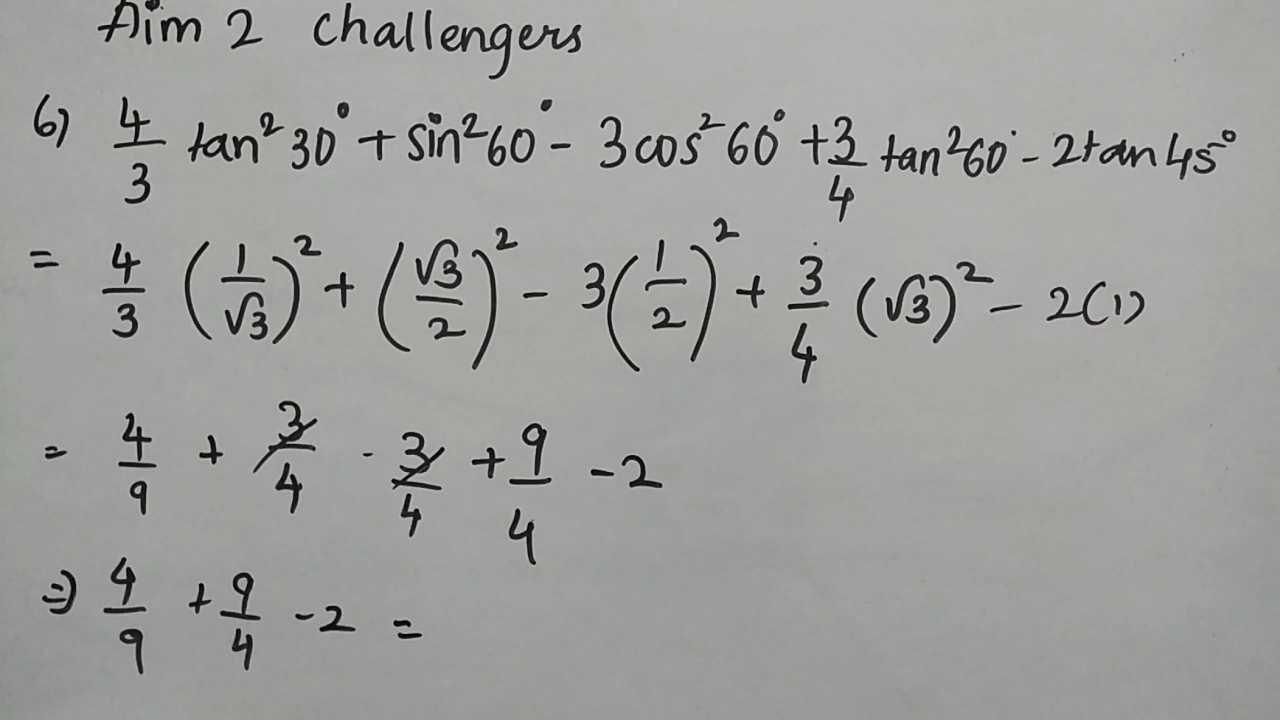 Aim 2 challengers
6) 4/3 tan²30° + sin²60° - 3cos²60° + 3/4 tan²60° - 2tan45°
= 4/3 (1/√3)² + (√3/2)² - 3(1/2)² + 3/4 (√3)² - 2(1)
= 4/9 + 3/4 - 3/4 + 9/4 - 2
⇒ 4/9 + 9/4 - 2 =